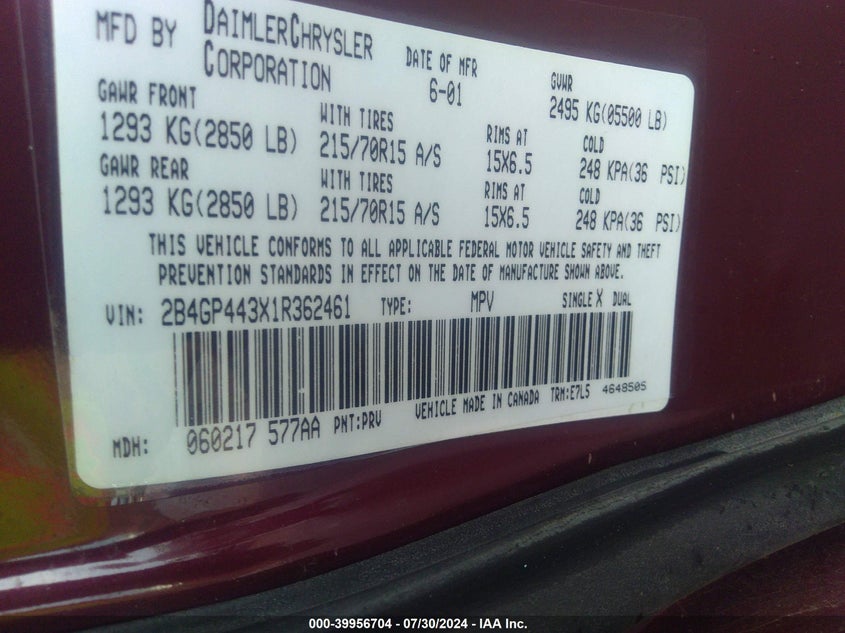 MFD BY DAIMLERCHRYSLER CORPORATION DATE OF MFR 6-01 GVWR 2495 KG(05500 LB)
GAWR FRONT WITH TIRES RIMS AT COLD
1293 KG(2850 LB) 215/70R15 A/S 15X6.5 248 KPA(36 PSI)
GAWR REAR WITH TIRES RIMS AT COLD
1293 KG(2850 LB) 215/70R15 A/S 15X6.5 248 KPA(36 PSI)
THIS VEHICLE CONFORMS TO ALL APPLICABLE FEDERAL MOTOR VEHICLE SAFETY AND THEFT
PREVENTION STANDARDS IN EFFECT ON THE DATE OF MANUFACTURE SHOWN ABOVE.
VIN: 2B4GP443X1R362461 TYPE: MPV SINGLE X DUAL
MDH: 060217 577AA PNT:PRV VEHICLE MADE IN CANADA TRM:E7L5 4648505
000-39956704 / 07/30/2024 - IAA Inc.